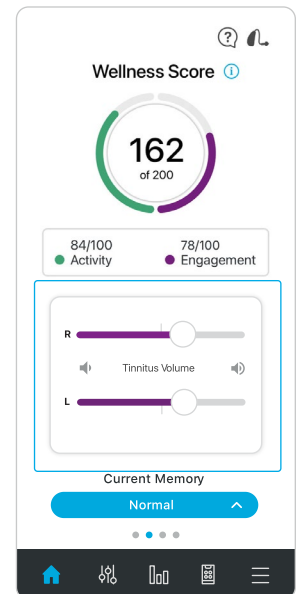 ?
Wellness Score i
162
of 200
84/100 78/100
Activity Engagement
R
Tinnitus Volume
L
Current Memory
Normal